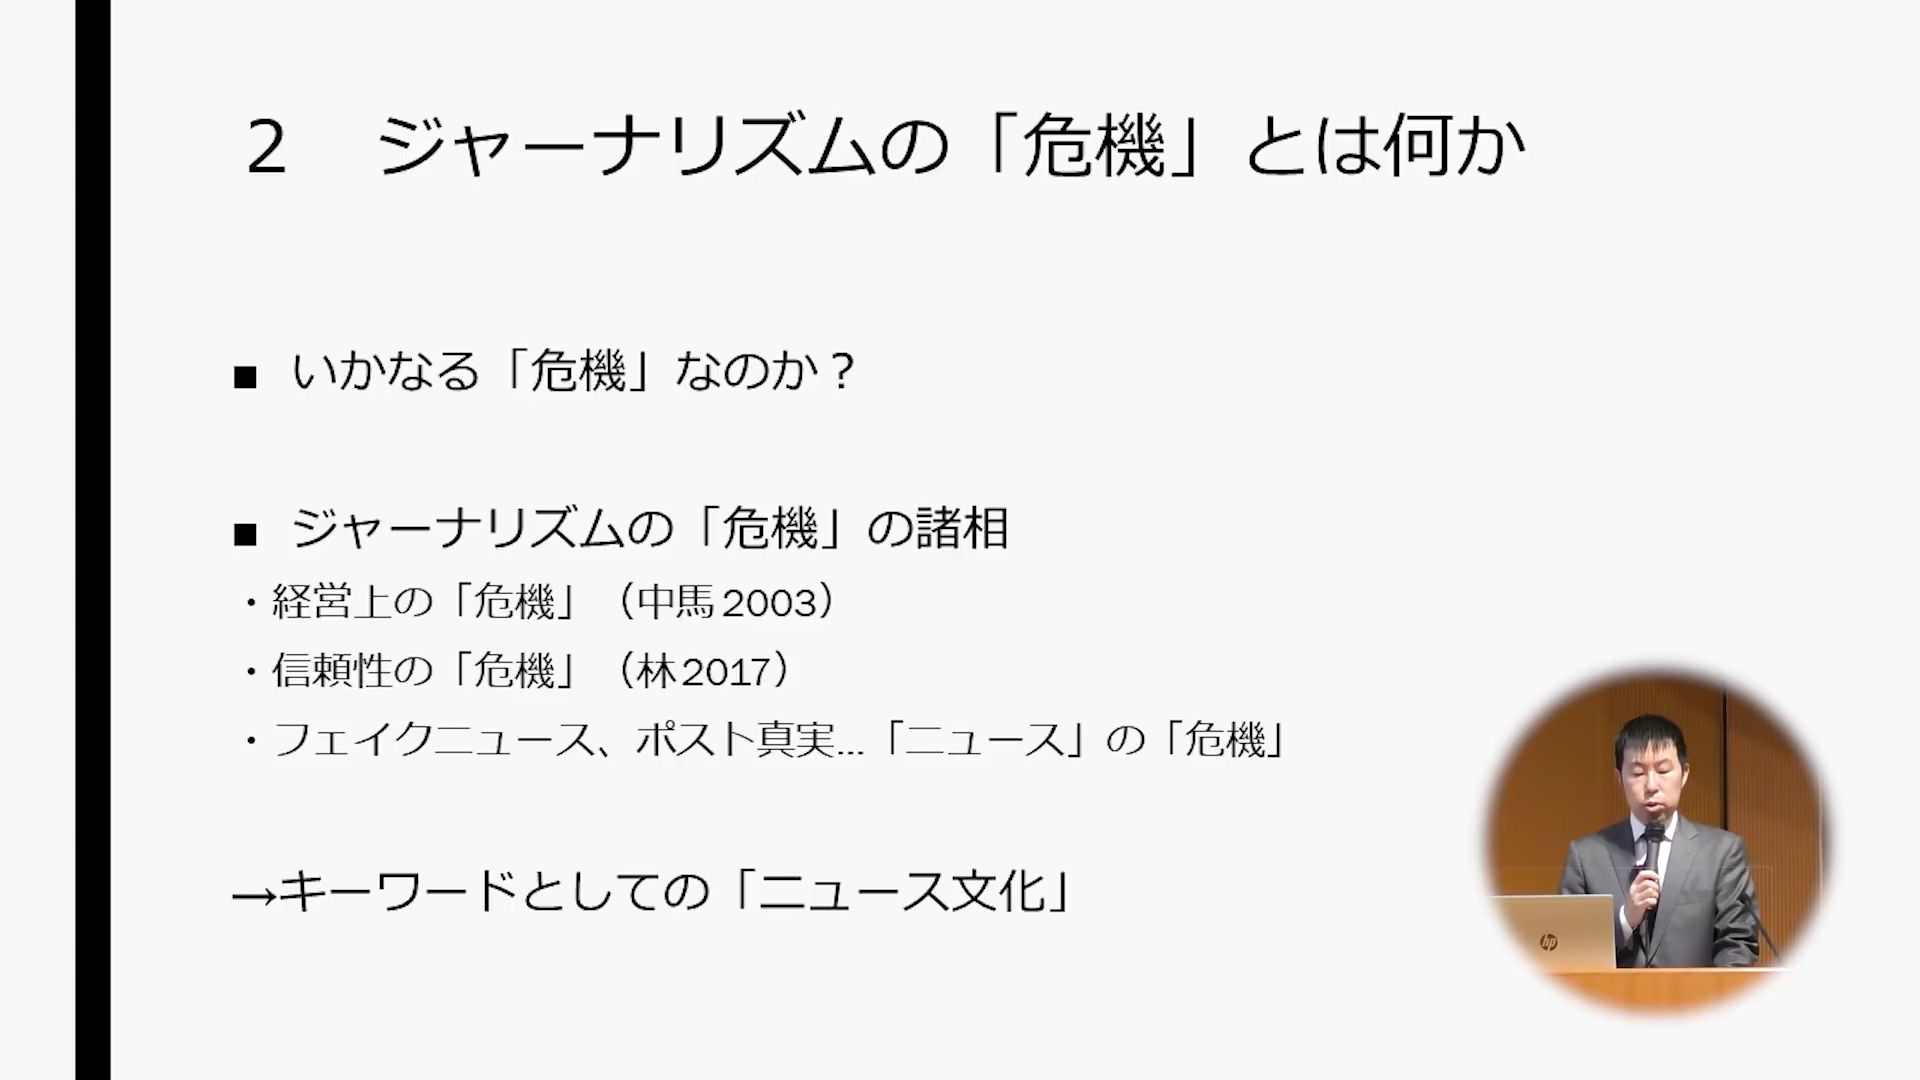 2　ジャーナリズムの「危機」とは何か
■ いかなる「危機」なのか？
■ ジャーナリズムの「危機」の諸相
・経営上の「危機」（中馬2003）
・信頼性の「危機」（林2017）
・フェイクニュース、ポスト真実...「ニュース」の「危機」
→キーワードとしての「ニュース文化」
hp